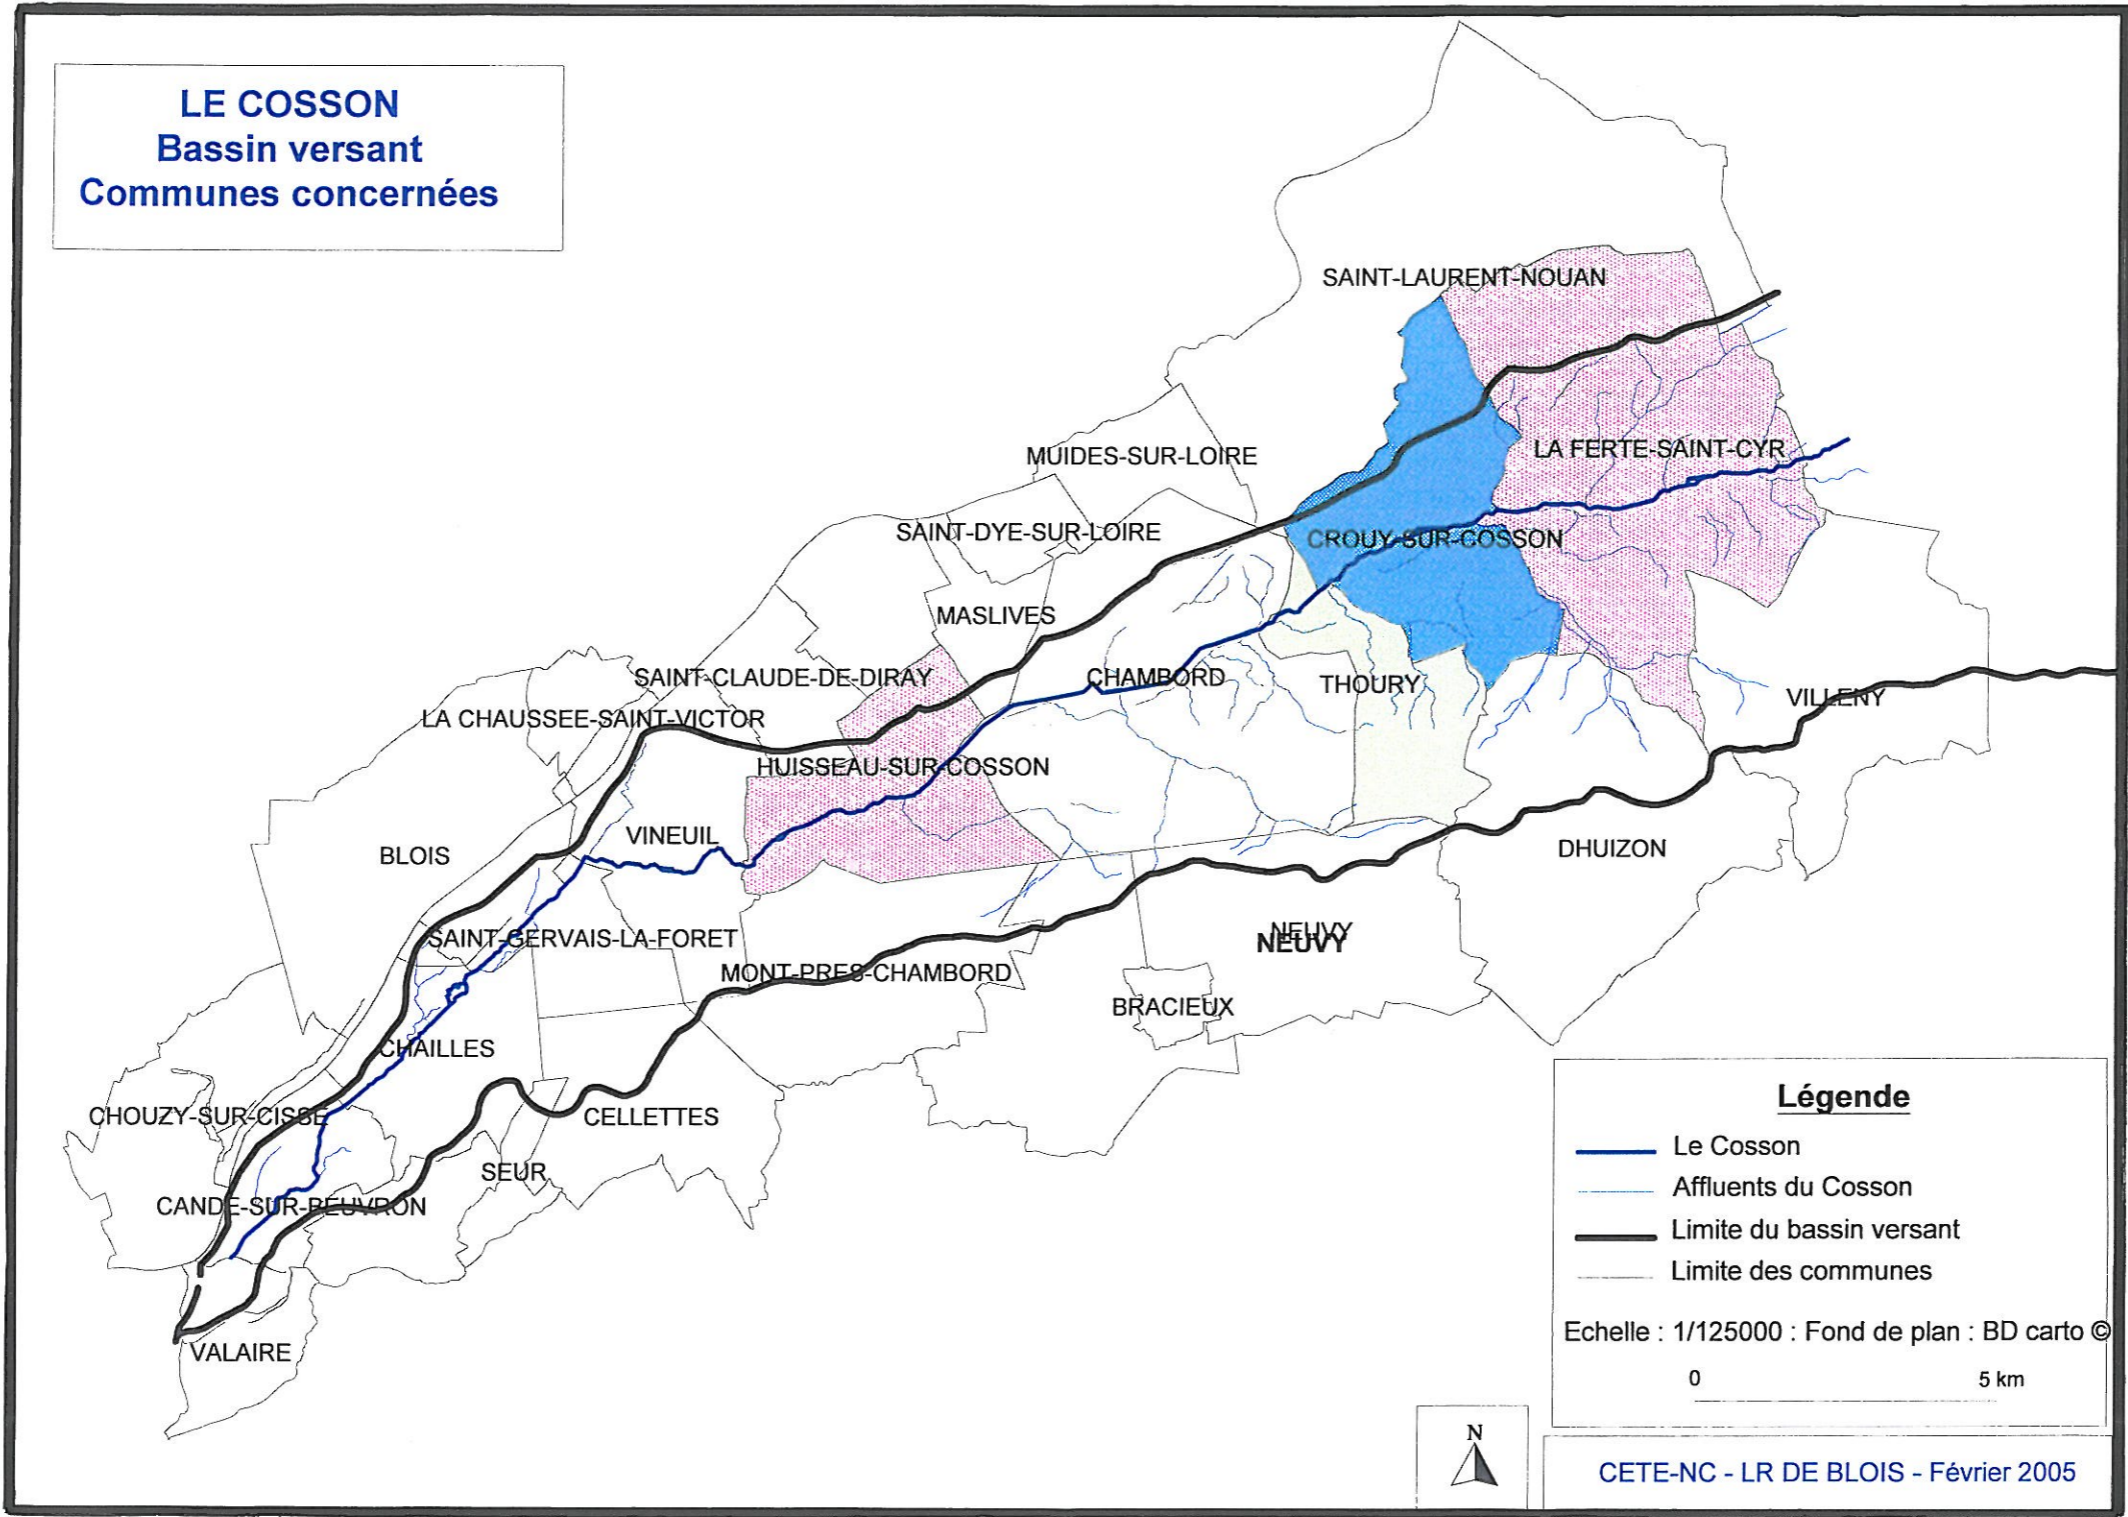 LE COSSON
Bassin versant
Communes concernées
SAINT-LAURENT-NOUAN
MUIDES-SUR-LOIRE
LA FERTE-SAINT-CYR
SAINT-DYE-SUR-LOIRE
CROUY-SUR-COSSON
MASLIVES
SAINT-CLAUDE-DE-DIRAY
CHAMBORD
THOURY
VILLENY
LA CHAUSSEE-SAINT-VICTOR
HUISSEAU-SUR-COSSON
VINEUIL
BLOIS
DHUIZON
SAINT-GERVAIS-LA-FORET
NEUVY
NEUVY
MONT-PRES-CHAMBORD
BRACIEUX
CHAILLES
CHOUZY-SUR-CISSE
CELLETTES
SEUR
CANDE-SUR-BEUVRON
VALAIRE
Légende
Le Cosson
Affluents du Cosson
Limite du bassin versant
Limite des communes
Echelle : 1/125000 : Fond de plan : BD carto ©
0 5 km
N
CETE-NC - LR DE BLOIS - Février 2005